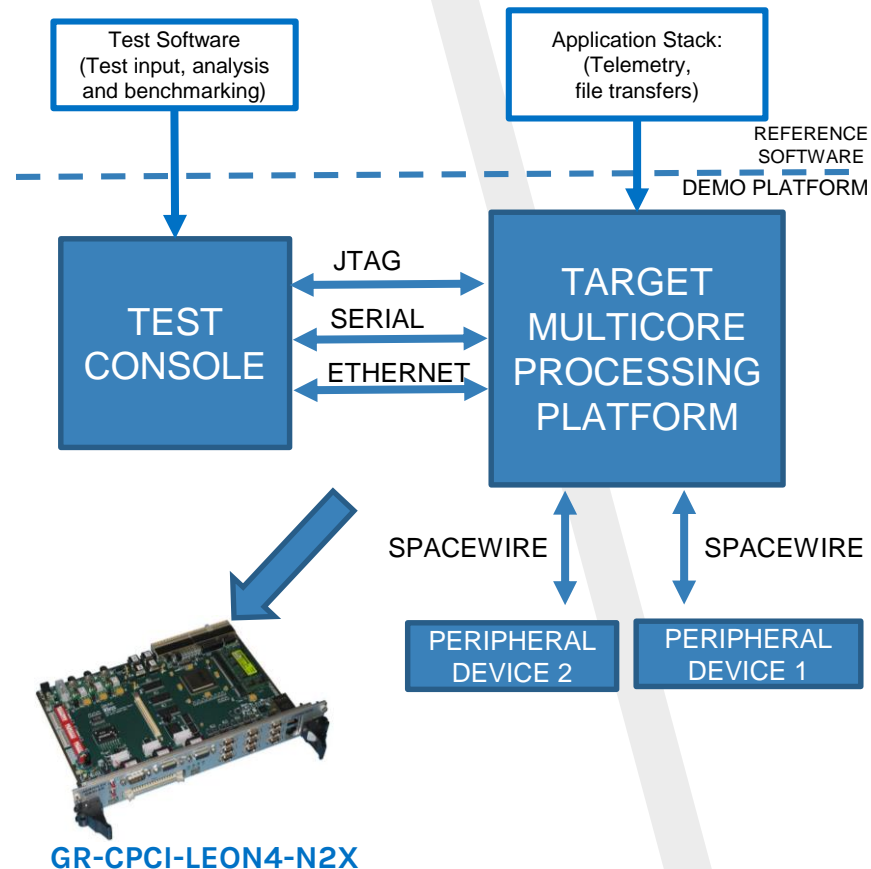 Test Software
(Test input, analysis
and benchmarking)
Application Stack:
(Telemetry,
file transfers)
REFERENCE
SOFTWARE
DEMO PLATFORM
TEST
CONSOLE
JTAG
SERIAL
ETHERNET
TARGET
MULTICORE
PROCESSING
PLATFORM
SPACEWIRE
SPACEWIRE
PERIPHERAL
DEVICE 2
PERIPHERAL
DEVICE 1
GR-CPCI-LEON4-N2X